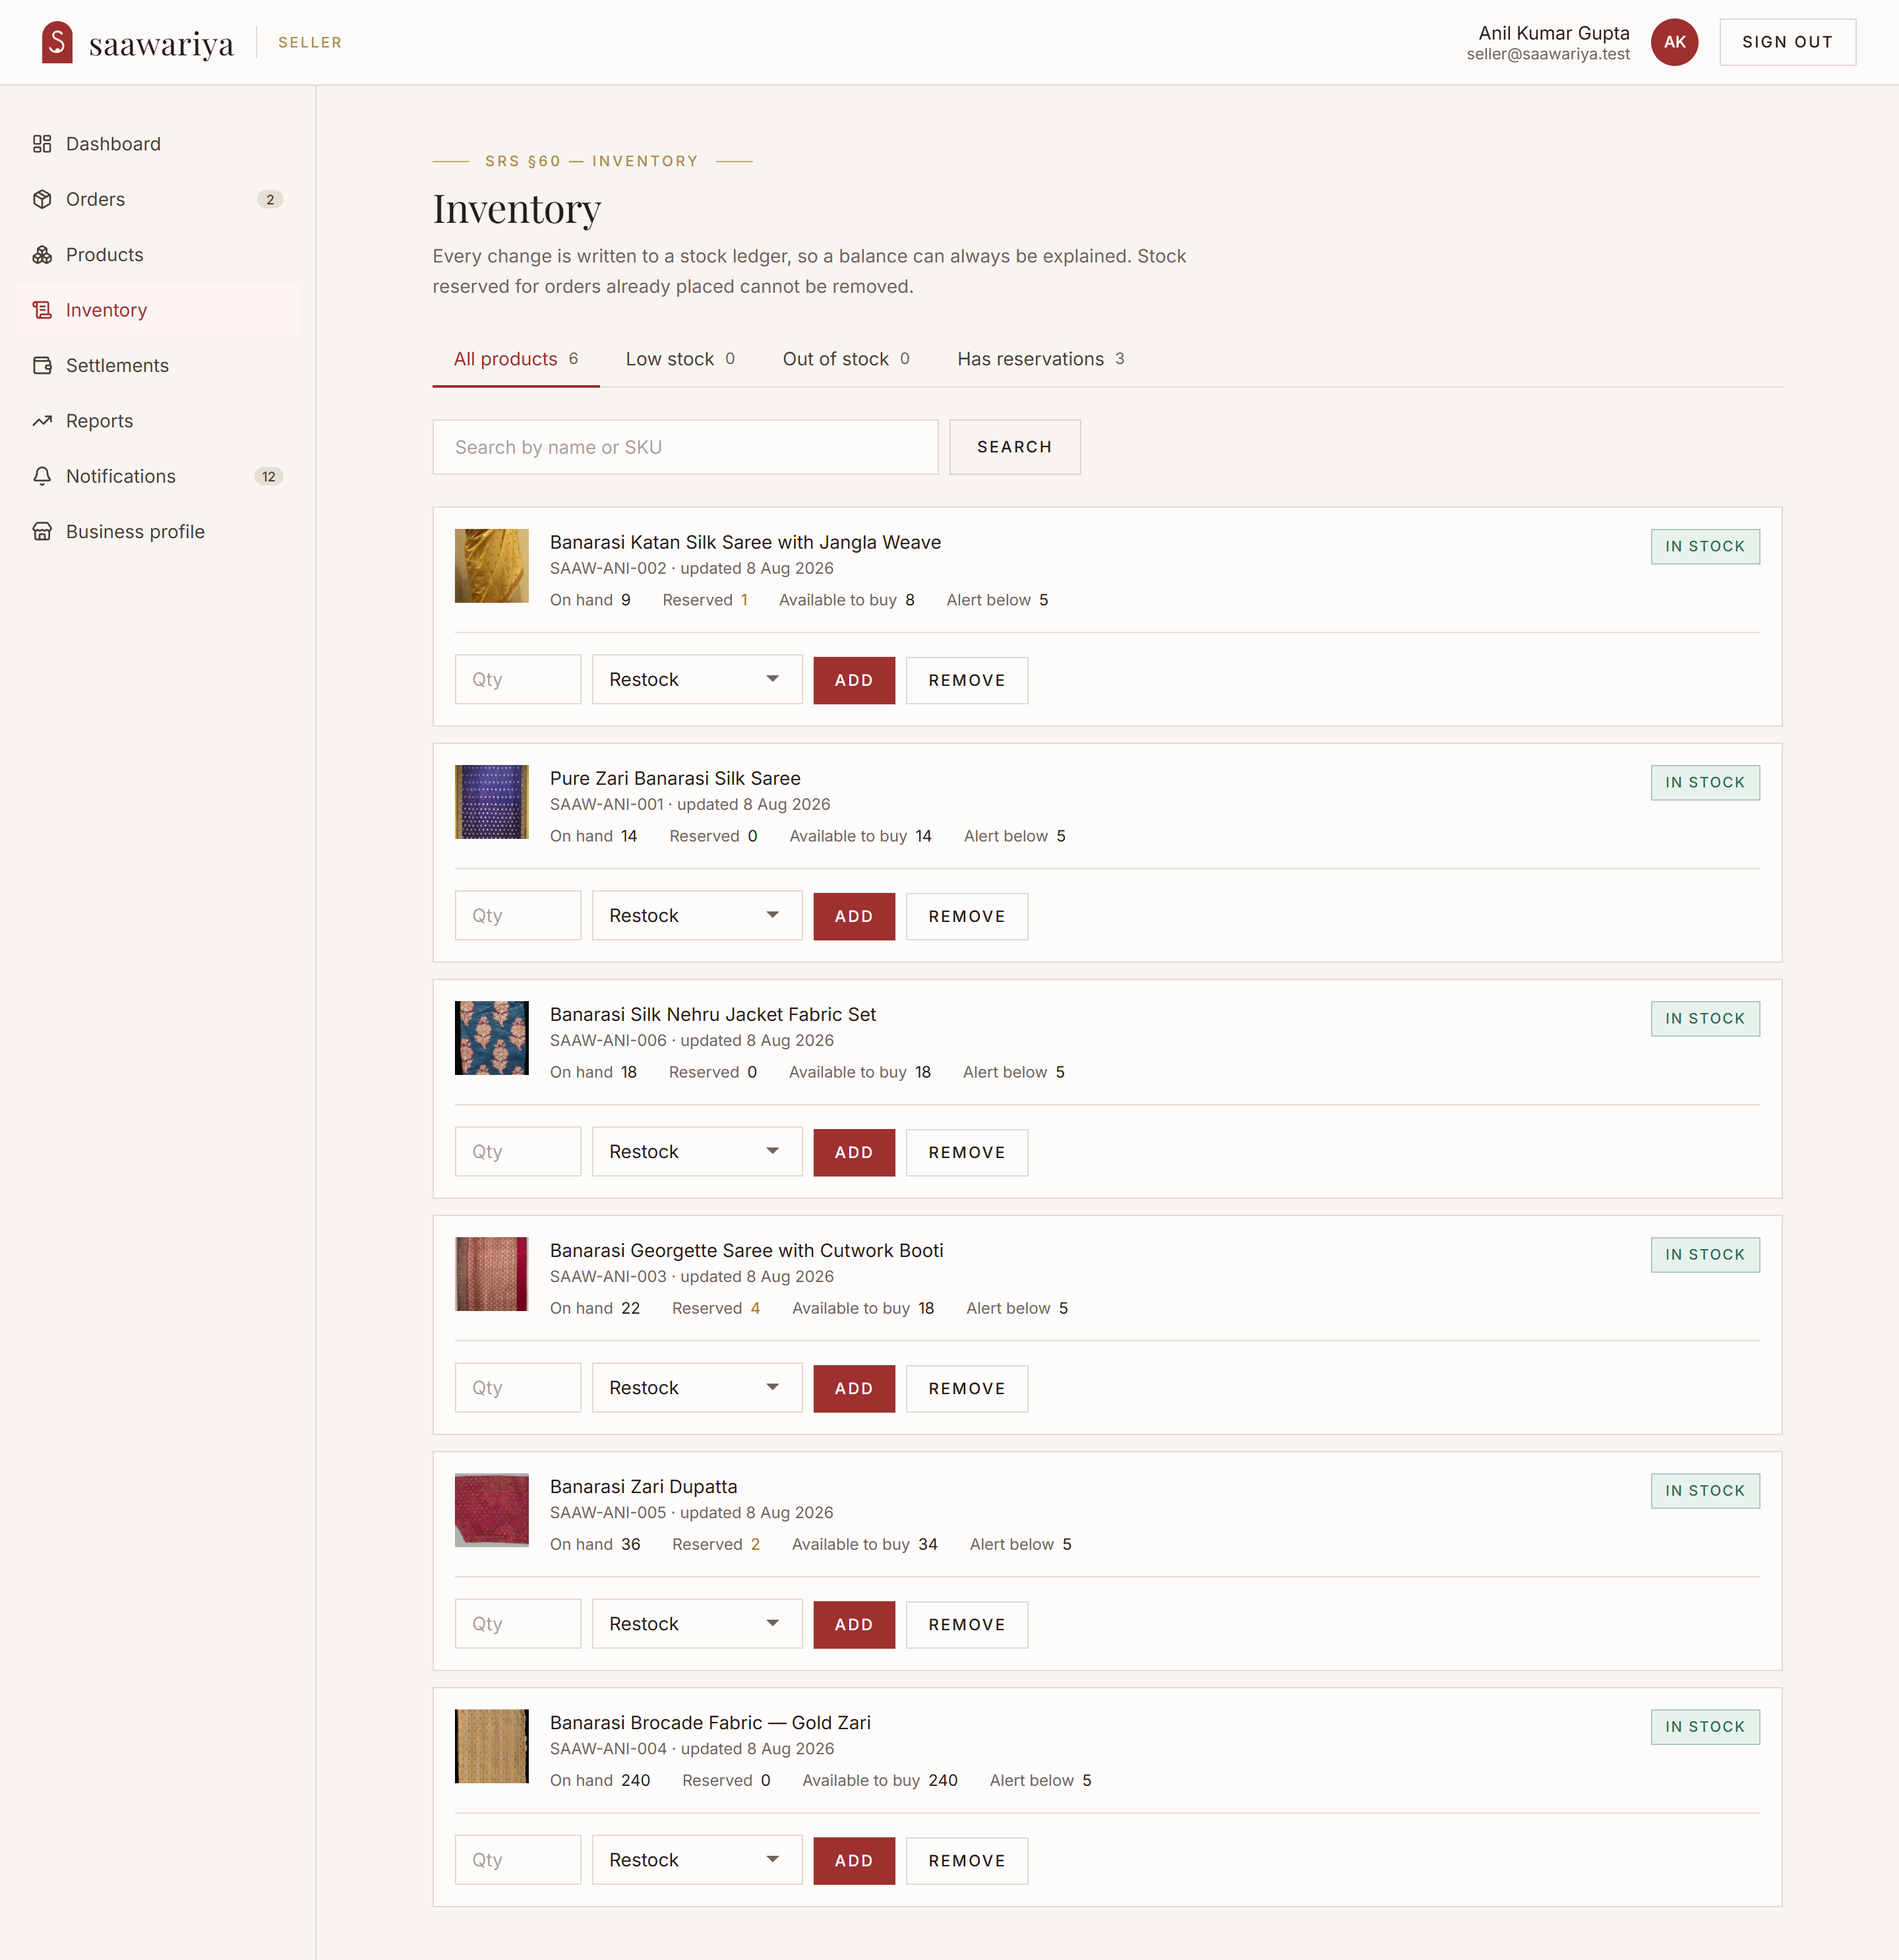 saawariya
SELLER
Anil Kumar Gupta
seller@saawariya.test
AK
SIGN OUT
Dashboard
Orders 2
Products
Inventory
Settlements
Reports
Notifications 12
Business profile
SRS §60 — INVENTORY
Inventory
Every change is written to a stock ledger, so a balance can always be explained. Stock
reserved for orders already placed cannot be removed.
All products 6 Low stock 0 Out of stock 0 Has reservations 3
Search by name or SKU SEARCH
Banarasi Katan Silk Saree with Jangla Weave IN STOCK
SAAW-ANI-002 · updated 8 Aug 2026
On hand 9 Reserved 1 Available to buy 8 Alert below 5
Qty Restock ADD REMOVE
Pure Zari Banarasi Silk Saree IN STOCK
SAAW-ANI-001 · updated 8 Aug 2026
On hand 14 Reserved 0 Available to buy 14 Alert below 5
Qty Restock ADD REMOVE
Banarasi Silk Nehru Jacket Fabric Set IN STOCK
SAAW-ANI-006 · updated 8 Aug 2026
On hand 18 Reserved 0 Available to buy 18 Alert below 5
Qty Restock ADD REMOVE
Banarasi Georgette Saree with Cutwork Booti IN STOCK
SAAW-ANI-003 · updated 8 Aug 2026
On hand 22 Reserved 4 Available to buy 18 Alert below 5
Qty Restock ADD REMOVE
Banarasi Zari Dupatta IN STOCK
SAAW-ANI-005 · updated 8 Aug 2026
On hand 36 Reserved 2 Available to buy 34 Alert below 5
Qty Restock ADD REMOVE
Banarasi Brocade Fabric — Gold Zari IN STOCK
SAAW-ANI-004 · updated 8 Aug 2026
On hand 240 Reserved 0 Available to buy 240 Alert below 5
Qty Restock ADD REMOVE